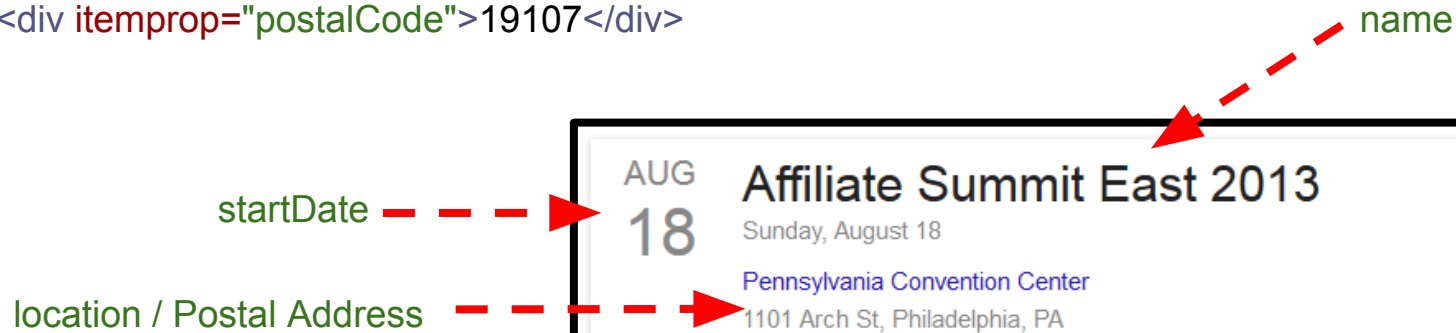 <div itemprop="postalCode">19107</div>
name
AUG
18
Affiliate Summit East 2013
startDate
Sunday, August 18
Pennsylvania Convention Center
location / Postal Address
1101 Arch St, Philadelphia, PA